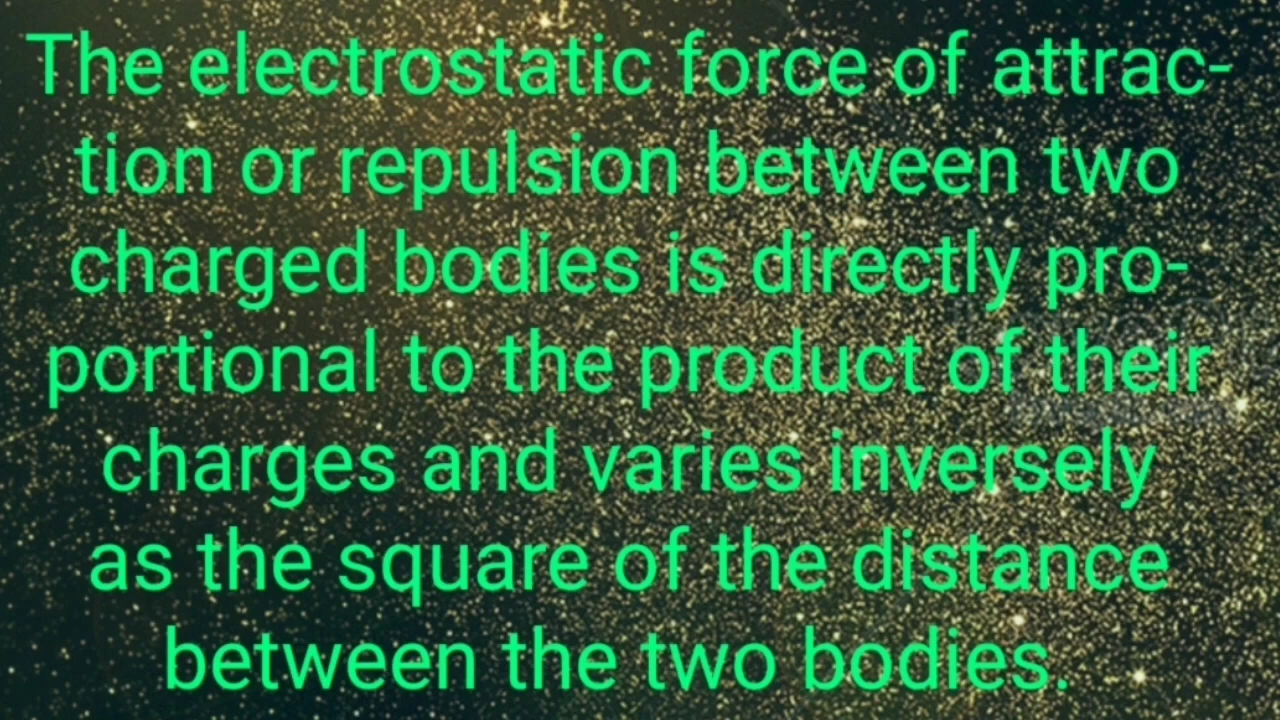 The electrostatic force of attrac-
tion or repulsion between two
charged bodies is directly pro-
portional to the product of their
charges and varies inversely
as the square of the distance
between the two bodies.